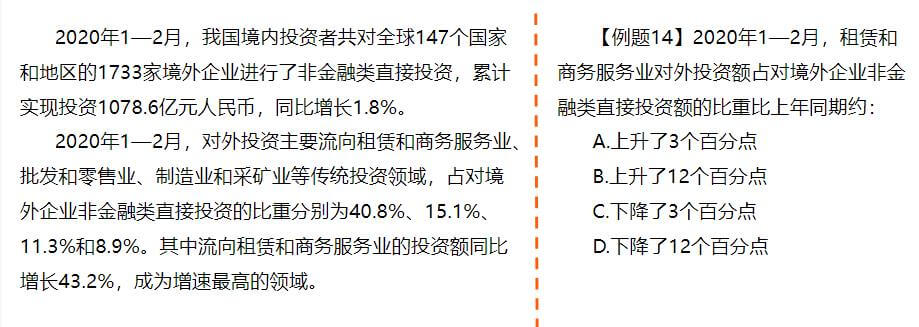 2020年1—2月，我国境内投资者共对全球147个国家
和地区的1733家境外企业进行了非金融类直接投资，累计
实现投资1078.6亿元人民币，同比增长1.8%。
2020年1—2月，对外投资主要流向租赁和商务服务业、
批发和零售业、制造业和采矿业等传统投资领域，占对境
外企业非金融类直接投资的比重分别为40.8%、15.1%、
11.3%和8.9%。其中流向租赁和商务服务业的投资额同比
增长43.2%，成为增速最高的领域。
【例题14】2020年1—2月，租赁和
商务服务业对外投资额占对境外企业非金
融类直接投资额的比重比上年同期约：
A.上升了3个百分点
B.上升了12个百分点
C.下降了3个百分点
D.下降了12个百分点